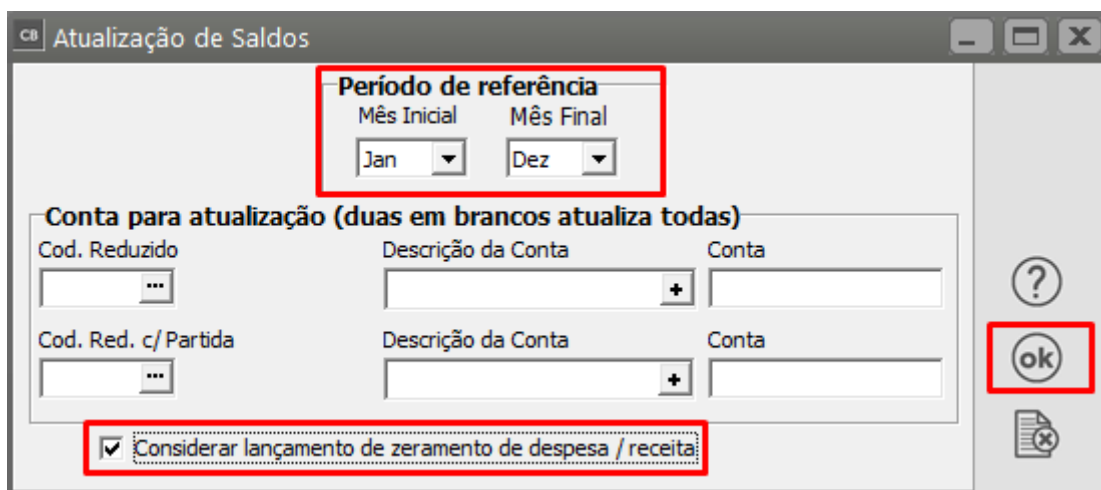 CB Atualização de Saldos
Período de referência
Mês Inicial Mês Final
Jan Dez
Conta para atualização (duas em brancos atualiza todas)
Cod. Reduzido Descrição da Conta Conta
... +
Cod. Red. c/ Partida Descrição da Conta Conta
... +
Considerar lançamento de zeramento de despesa / receita
?
ok